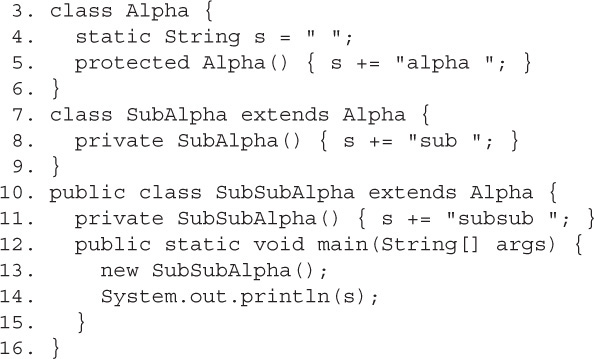 3. class Alpha {
4.   static String s = " ";
5.   protected Alpha() { s += "alpha "; }
6. }
7. class SubAlpha extends Alpha {
8.   private SubAlpha() { s += "sub "; }
9. }
10. public class SubSubAlpha extends Alpha {
11.   private SubSubAlpha() { s += "subsub "; }
12.   public static void main(String[] args) {
13.     new SubSubAlpha();
14.     System.out.println(s);
15.   }
16. }